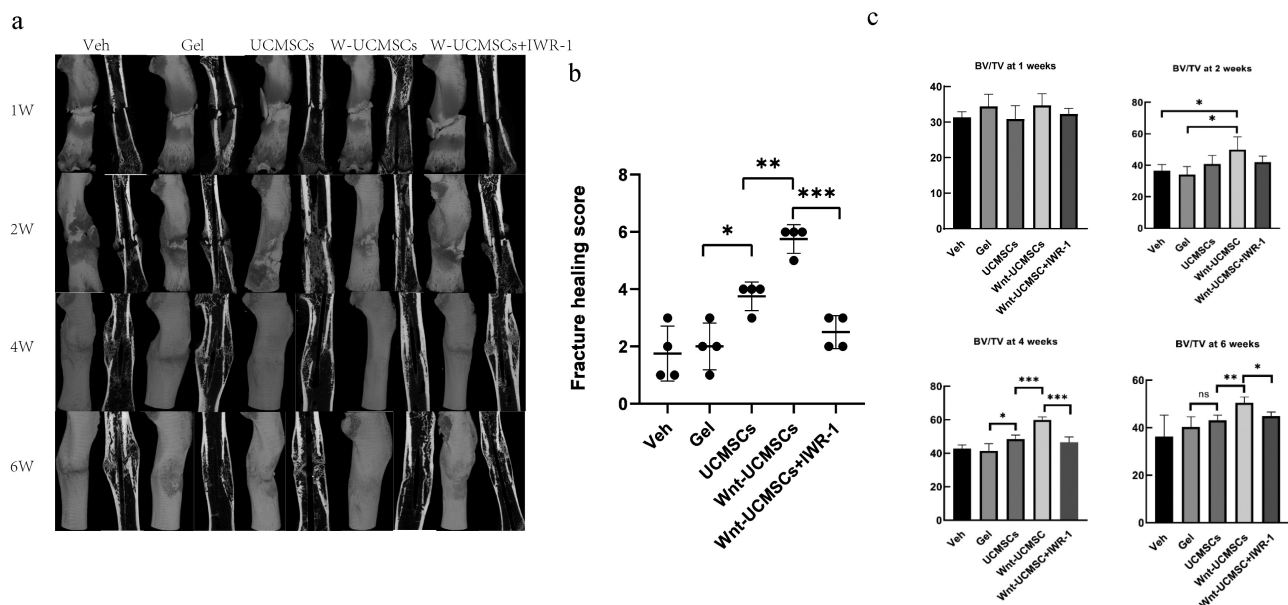 a
Veh Gel UCMSCs W-UCMSCs W-UCMSCs+IWR-1
1W
2W
4W
6W
b
Fracture healing score
8
6
4
2
0
*
**
***
Veh
Gel
UCMSCs
Wnt-UCMSCs
Wnt-UCMSCs+IWR-1
c
BV/TV at 1 weeks
40
30
20
10
0
Veh
Gel
UCMSCs
Wnt-UCMSCs
Wnt-UCMSC+IWR-1
BV/TV at 2 weeks
80
60
40
20
0
*
*
Veh
Gel
UCMSCs
Wnt-UCMSC
Wnt-UCMSC+IWR-1
BV/TV at 4 weeks
80
60
40
20
0
*
***
***
Veh
Gel
UCMSCs
Wnt-UCMSC
Wnt-UCMSC+IWR-1
BV/TV at 6 weeks
60
40
20
0
ns
**
*
Veh
Gel
UCMSCs
Wnt-UCMSCs
Wnt-UCMSC+IWR-1